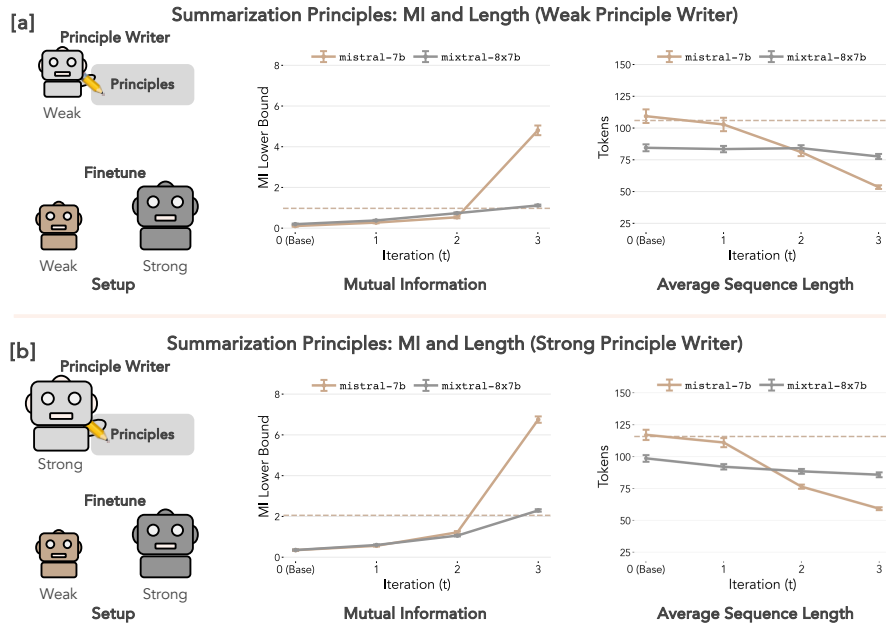 [a]
Summarization Principles: MI and Length (Weak Principle Writer)
Principle Writer
Principles
Weak
Finetune
Weak Strong
Setup
mistral-7b mixtral-8x7b
MI Lower Bound
8
6
4
2
0
0 (Base) 1 2 3
Iteration (t)
Mutual Information
mistral-7b mixtral-8x7b
Tokens
150
125
100
75
50
25
0 (Base) 1 2 3
Iteration (t)
Average Sequence Length
[b]
Summarization Principles: MI and Length (Strong Principle Writer)
Principle Writer
Principles
Strong
Finetune
Weak Strong
Setup
mistral-7b mixtral-8x7b
MI Lower Bound
8
6
4
2
0
0 (Base) 1 2 3
Iteration (t)
Mutual Information
mistral-7b mixtral-8x7b
Tokens
150
125
100
75
50
25
0 (Base) 1 2 3
Iteration (t)
Average Sequence Length